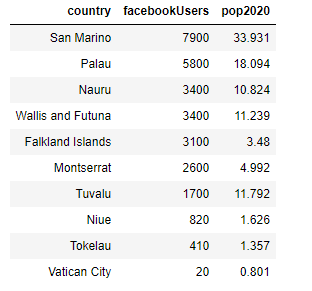 country facebookUsers pop2020
San Marino 7900 33.931
Palau 5800 18.094
Nauru 3400 10.824
Wallis and Futuna 3400 11.239
Falkland Islands 3100 3.48
Montserrat 2600 4.992
Tuvalu 1700 11.792
Niue 820 1.626
Tokelau 410 1.357
Vatican City 20 0.801